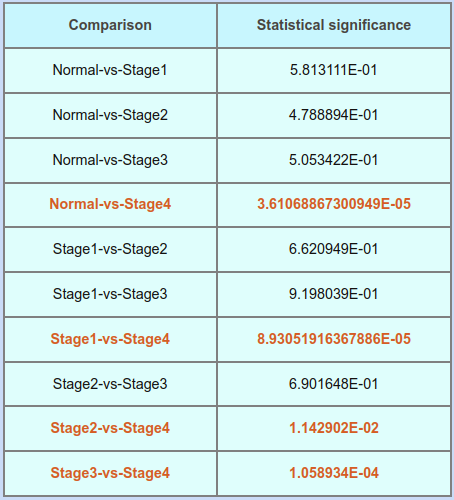 Comparison Statistical significance
Normal-vs-Stage1 5.813111E-01
Normal-vs-Stage2 4.788894E-01
Normal-vs-Stage3 5.053422E-01
Normal-vs-Stage4 3.61068867300949E-05
Stage1-vs-Stage2 6.620949E-01
Stage1-vs-Stage3 9.198039E-01
Stage1-vs-Stage4 8.93051916367886E-05
Stage2-vs-Stage3 6.901648E-01
Stage2-vs-Stage4 1.142902E-02
Stage3-vs-Stage4 1.058934E-04